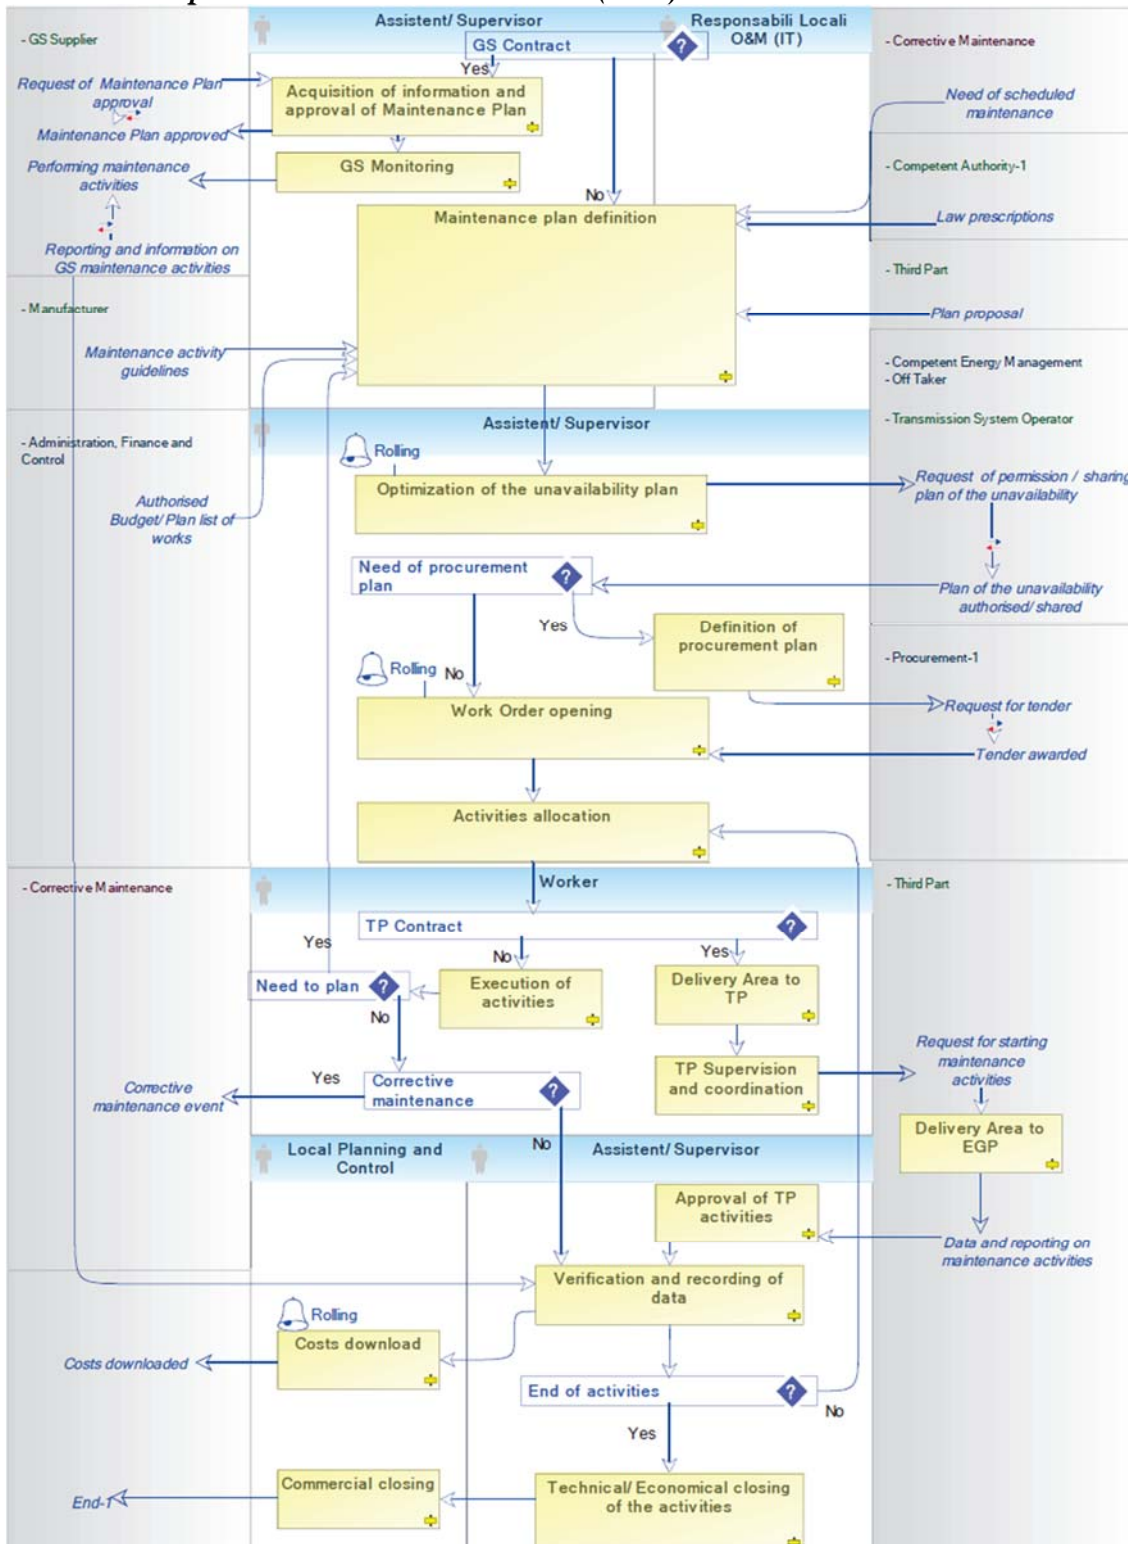 Assistent/ Supervisor
Responsabili Locali
O&M (IT)
- GS Supplier
GS Contract
?
- Corrective Maintenance
Yes
Request of Maintenance Plan
approval
Acquisition of information and
approval of Maintenance Plan
Need of scheduled
maintenance
Maintenance Plan approved
Performing maintenance
activities
GS Monitoring
- Competent Authority-1
No
Maintenance plan definition
Law prescriptions
Reporting and information on
GS maintenance activities
- Third Part
- Manufacturer
Plan proposal
Maintenance activity
guidelines
- Competent Energy Management
- Off Taker
- Administration, Finance and
Control
Assistent/ Supervisor
- Transmission System Operator
Rolling
Optimization of the unavailability plan
Request of permission / sharing
plan of the unavailability
Authorised
Budget/ Plan list of
works
Need of procurement
plan
?
Plan of the unavailability
authorised/ shared
Yes
Definition of
procurement plan
- Procurement-1
Rolling
No
Work Order opening
Request for tender
Tender awarded
Activities allocation
- Corrective Maintenance
Worker
- Third Part
TP Contract
?
Yes
No
Yes
Need to plan
?
Execution of
activities
Delivery Area to
TP
No
Request for starting
maintenance
activities
Yes
Corrective
maintenance
?
TP Supervision
and coordination
Corrective
maintenance event
Delivery Area to
EGP
No
Local Planning and
Control
Assistent/ Supervisor
Approval of TP
activities
Data and reporting on
maintenance activities
Verification and recording of
data
Rolling
Costs download
Costs downloaded
End of activities
?
No
Yes
Commercial closing
Technical/ Economical closing
of the activities
End-1